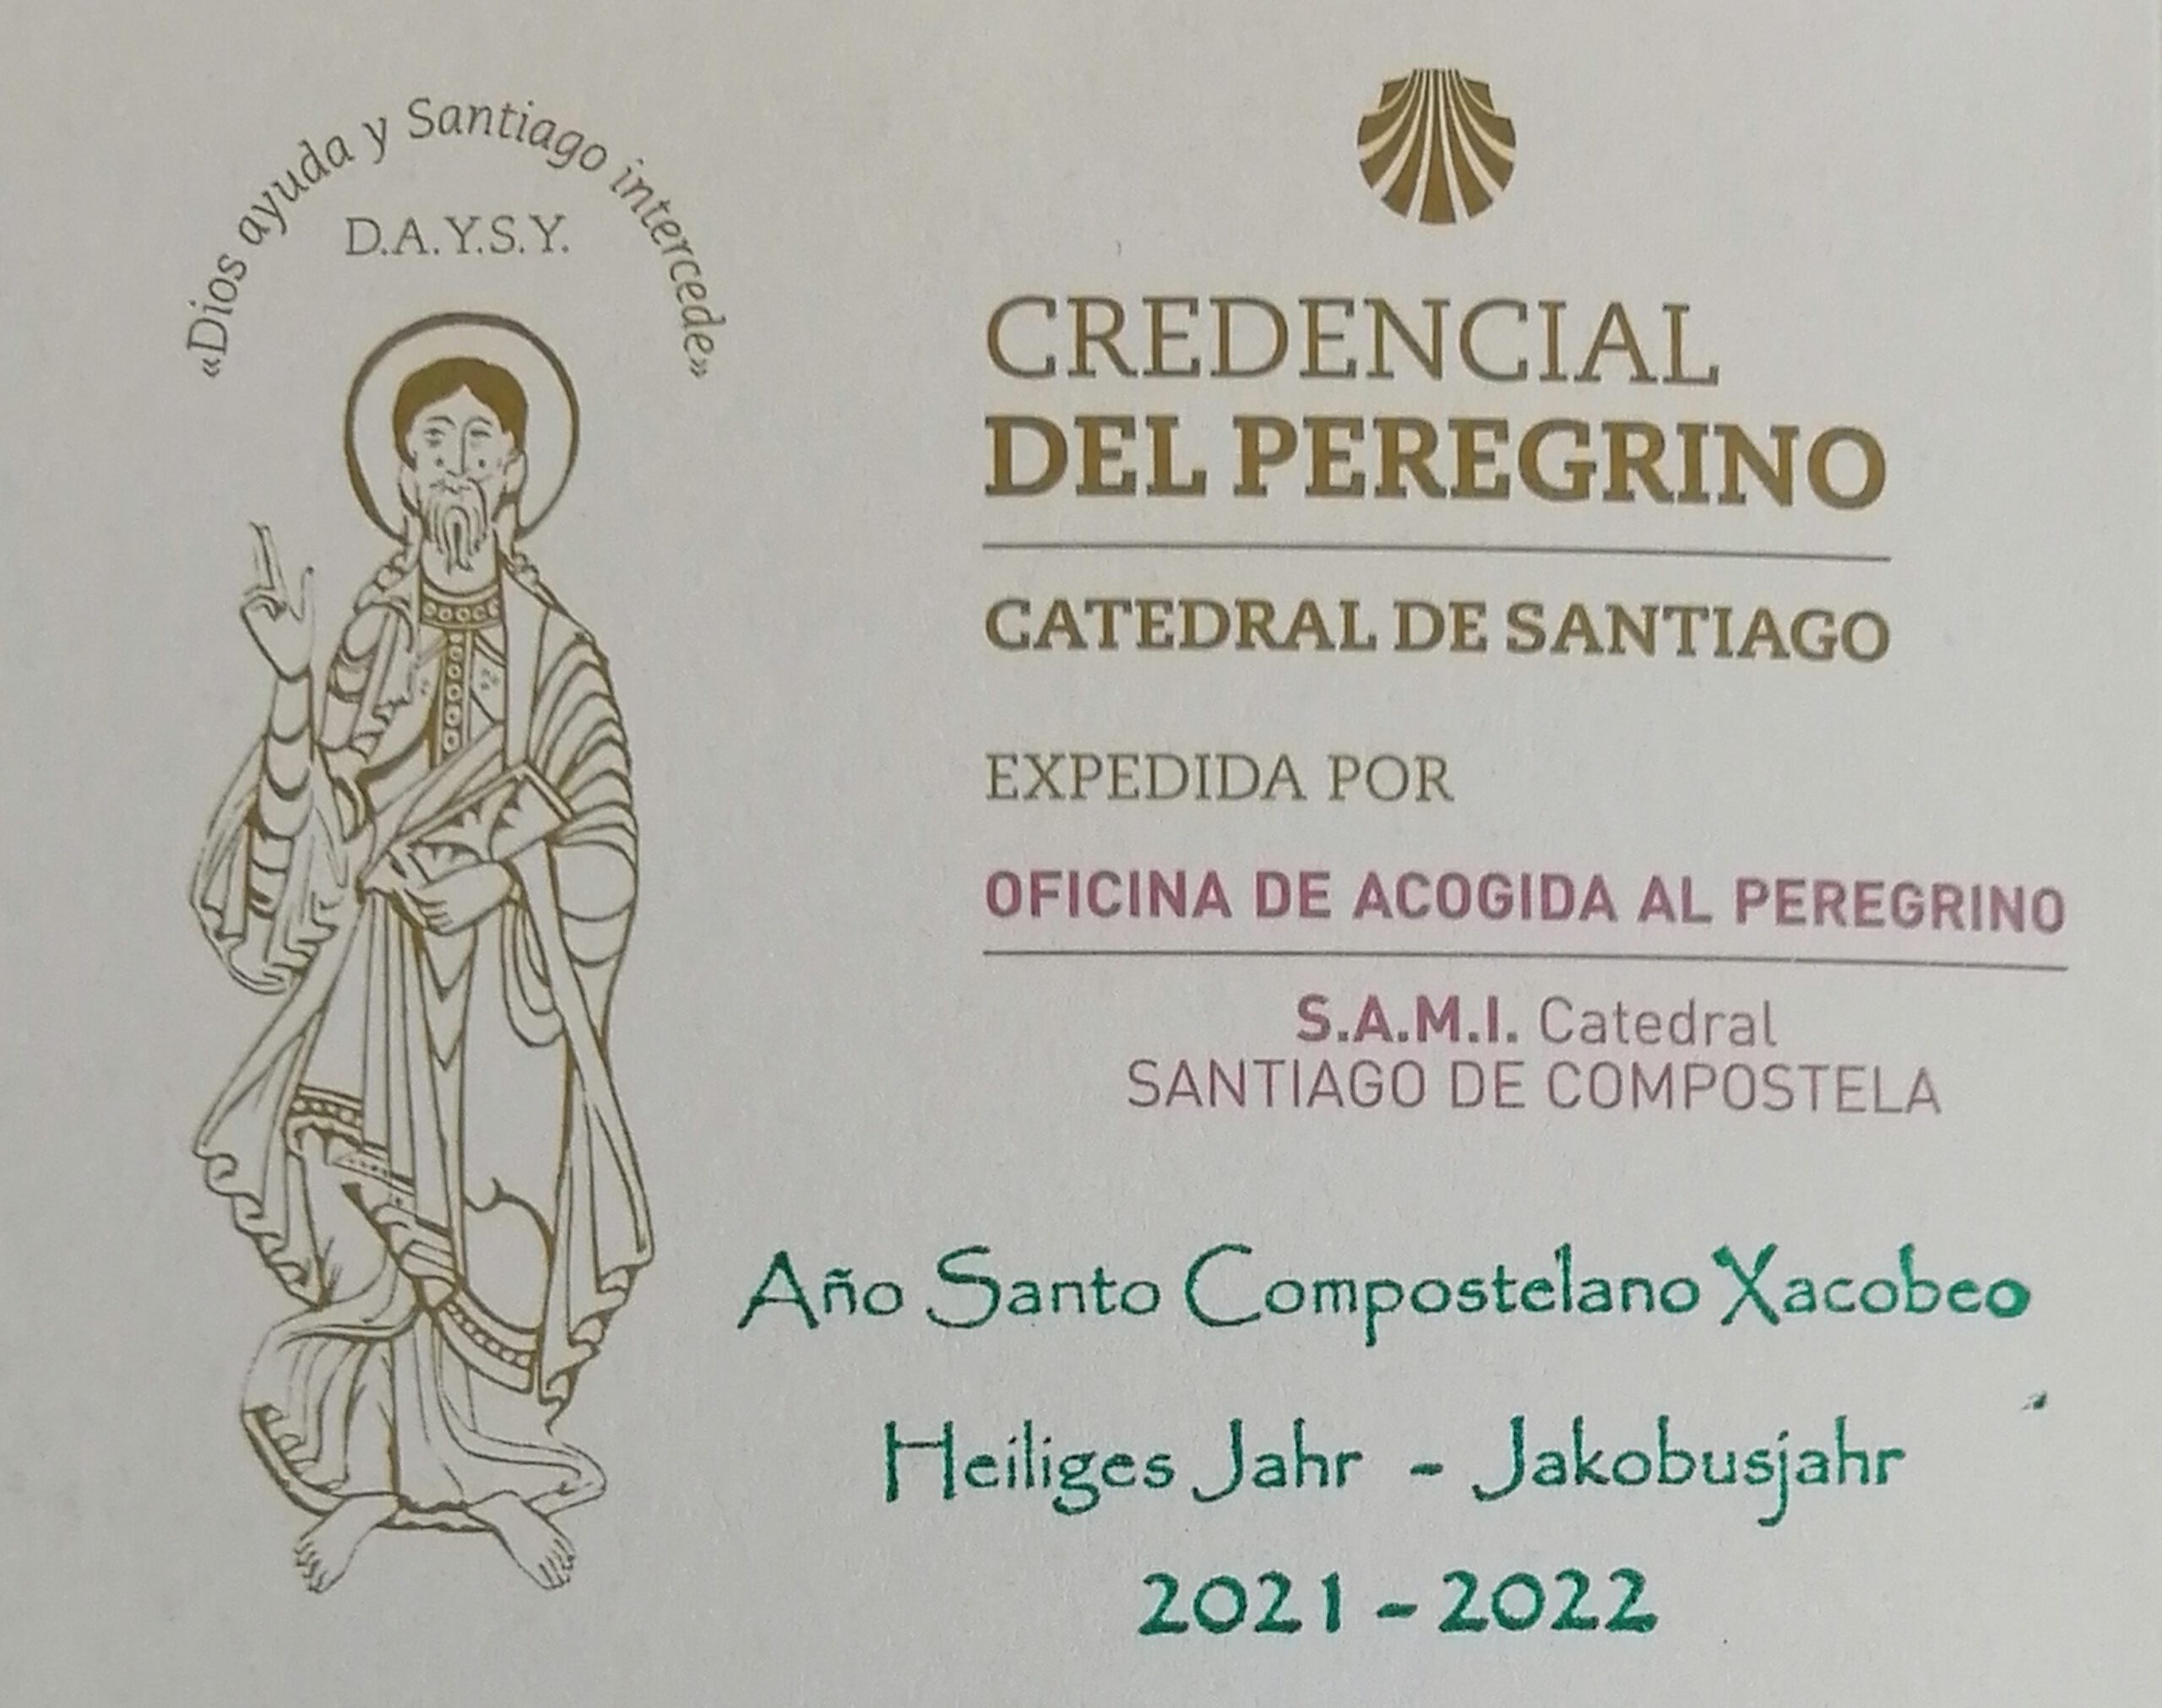 «Dios ayuda y Santiago intercede»
D.A.Y.S.Y.
CREDENCIAL
DEL PEREGRINO
CATEDRAL DE SANTIAGO
EXPEDIDA POR
OFICINA DE ACOGIDA AL PEREGRINO
S.A.M.I. Catedral
SANTIAGO DE COMPOSTELA
Año Santo Compostelano Xacobeo
Heiliges Jahr - Jakobusjahr
2021 - 2022